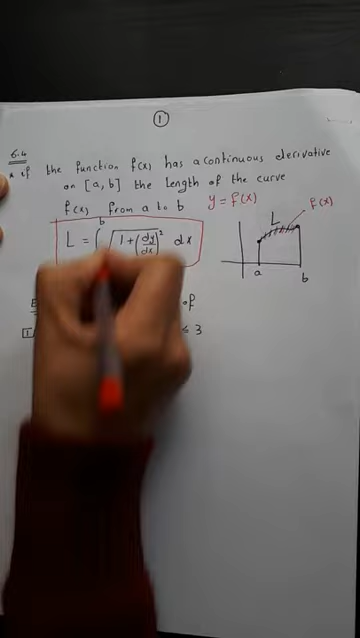 ①
6.4
* if the function f(x) has a continuous derivative
on [a, b] the length of the curve
f(x) from a to b y = f(x)
L = ∫ b √1 + (dy/dx)² dx
L f(x)
a b
of
1 ≤ 3